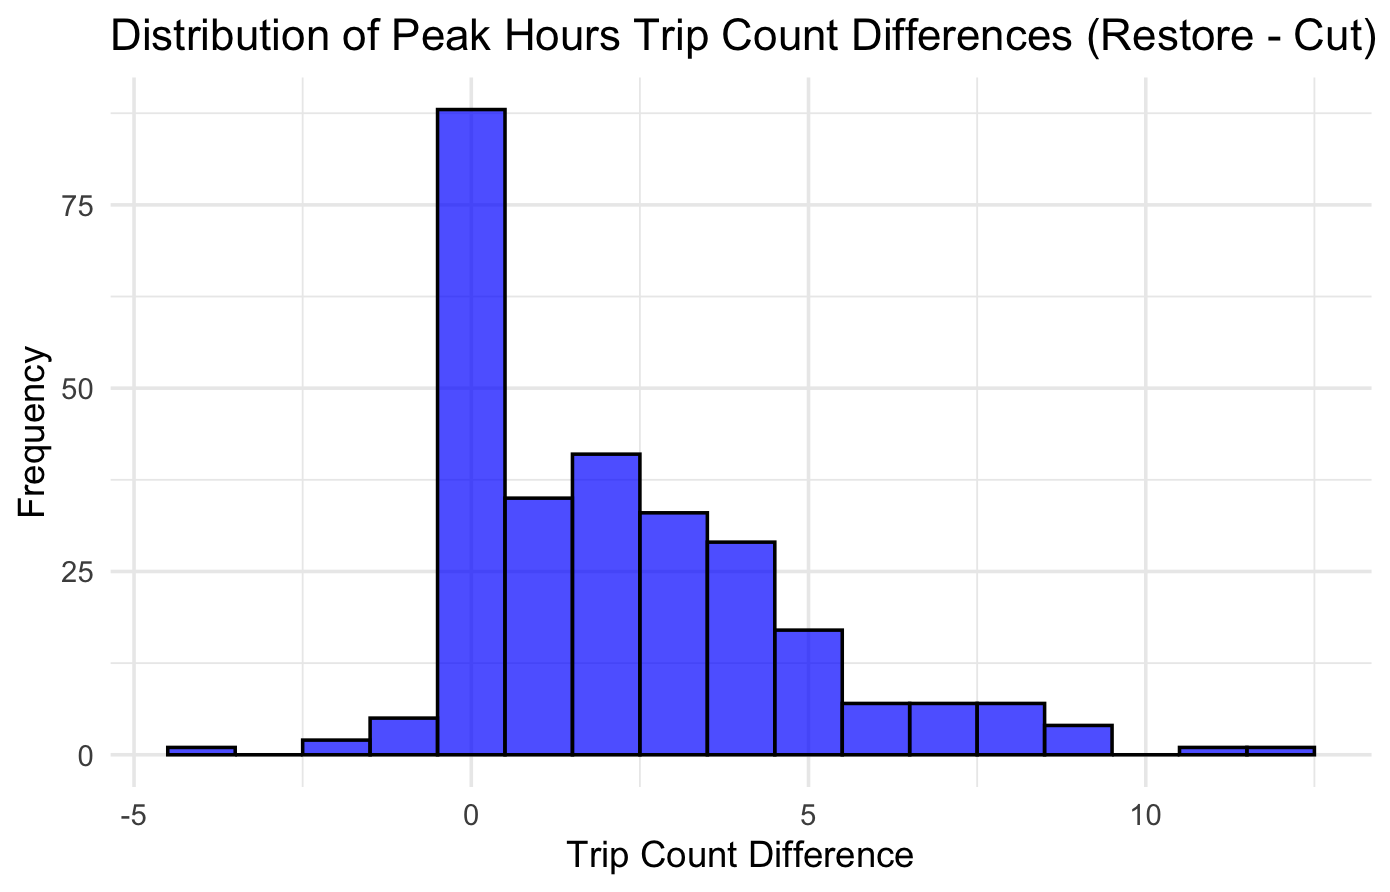 Distribution of Peak Hours Trip Count Differences (Restore - Cut)
Frequency
75
50
25
0
-5 0 5 10
Trip Count Difference